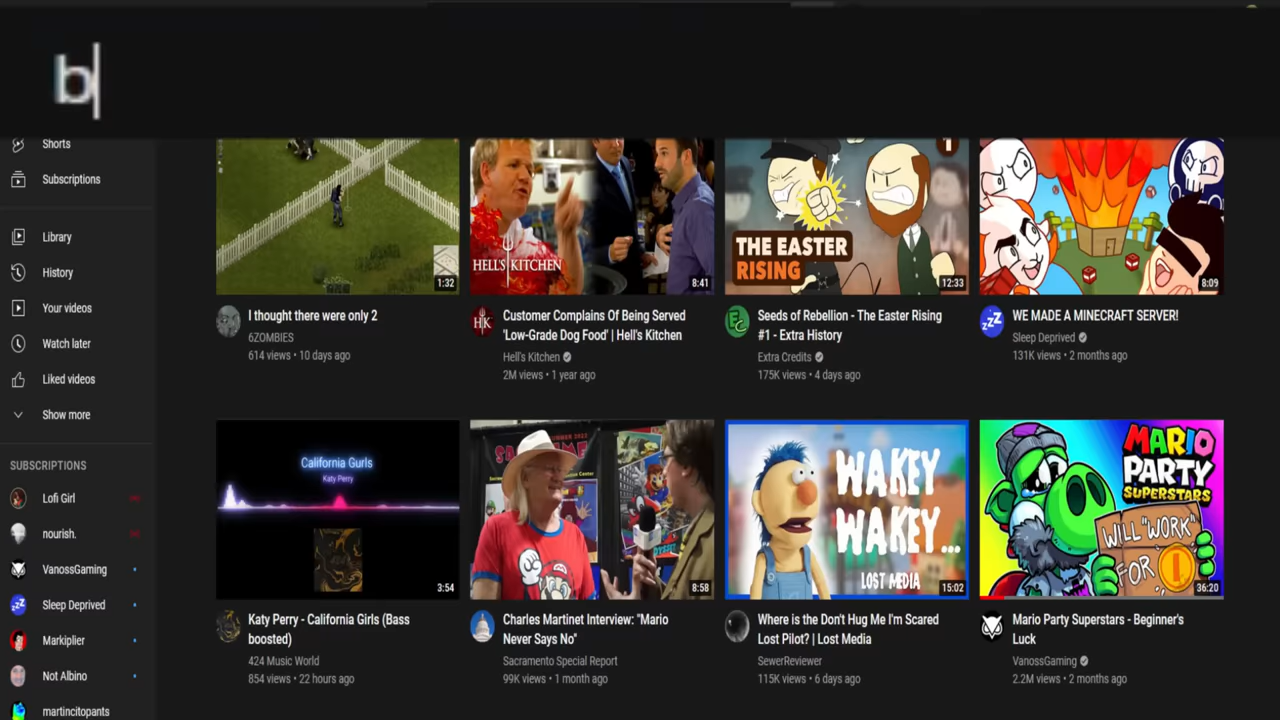 b
Shorts
Subscriptions
Library
History
Your videos
Watch later
Liked videos
Show more
SUBSCRIPTIONS
Lofi Girl
nourish.
VanossGaming
Sleep Deprived
Markiplier
Not Albino
martincitopants
1:32
I thought there were only 2
6ZOMBIES
614 views • 10 days ago
HELL'S KITCHEN
8:41
HK
Customer Complains Of Being Served
'Low-Grade Dog Food' | Hell's Kitchen
Hell's Kitchen
2M views • 1 year ago
THE EASTER
RISING
12:33
EC
Seeds of Rebellion - The Easter Rising
#1 - Extra History
Extra Credits
175K views • 4 days ago
8:09
zzZ
WE MADE A MINECRAFT SERVER!
Sleep Deprived
131K views • 2 months ago
California Gurls
Katy Perry
3:54
Katy Perry - California Girls (Bass
boosted)
424 Music World
854 views • 22 hours ago
8:58
Charles Martinet Interview: "Mario
Never Says No"
Sacramento Special Report
99K views • 1 month ago
WAKEY
WAKEY...
LOST MEDIA
15:02
Where is the Don't Hug Me I'm Scared
Lost Pilot? | Lost Media
SewerReviewer
115K views • 6 days ago
MARIO
PARTY
SUPERSTARS
WILL "WORK"
FOR
36:20
Mario Party Superstars - Beginner's
Luck
VanossGaming
2.2M views • 2 months ago